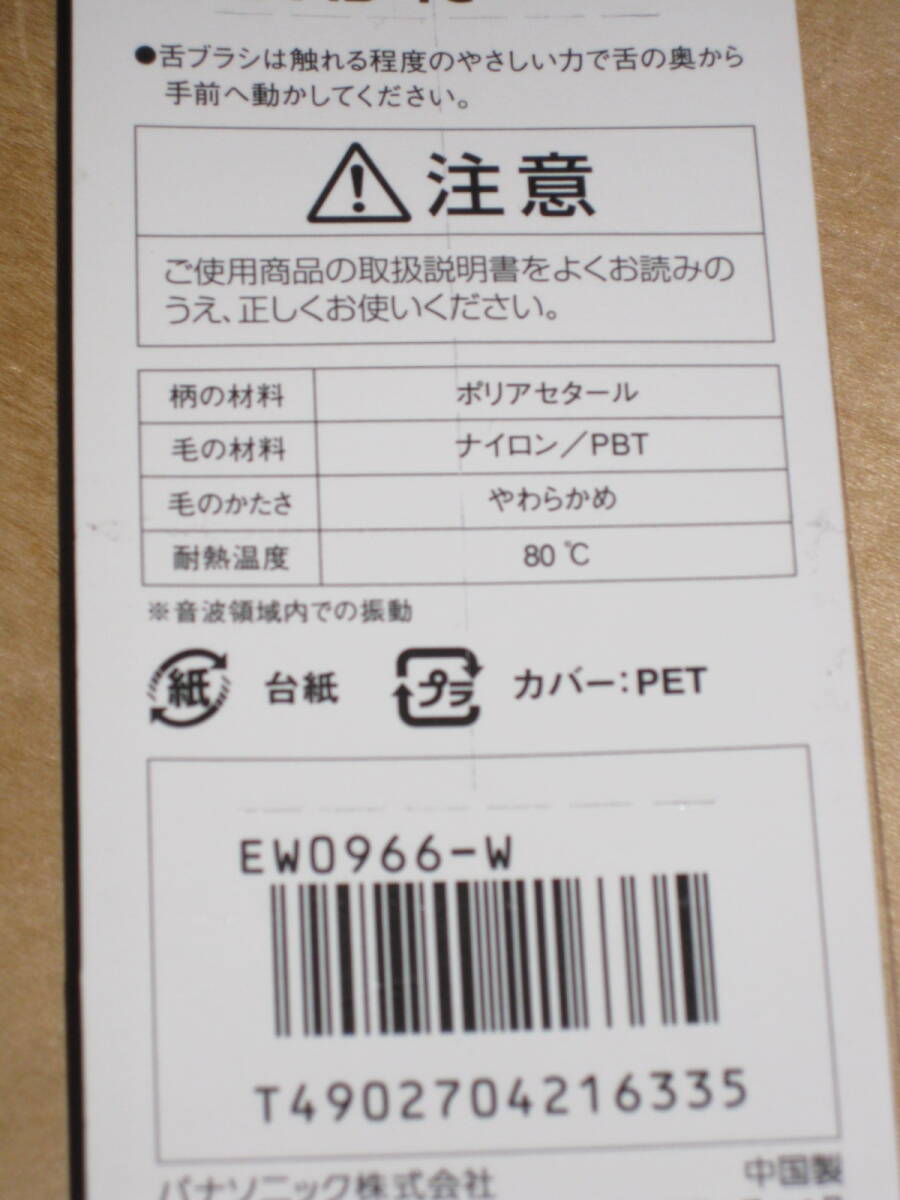 ●舌ブラシは触れる程度のやさしい力で舌の奥から
手前へ動かしてください。
注意
ご使用商品の取扱説明書をよくお読みの
うえ、正しくお使いください。
柄の材料 ポリアセタール
毛の材料 ナイロン/PBT
毛のかたさ やわらかめ
耐熱温度 80℃
※音波領域内での振動
紙 台紙 プラ カバー:PET
EW0966-W
T4902704216335
パナソニック株式会社 中国製